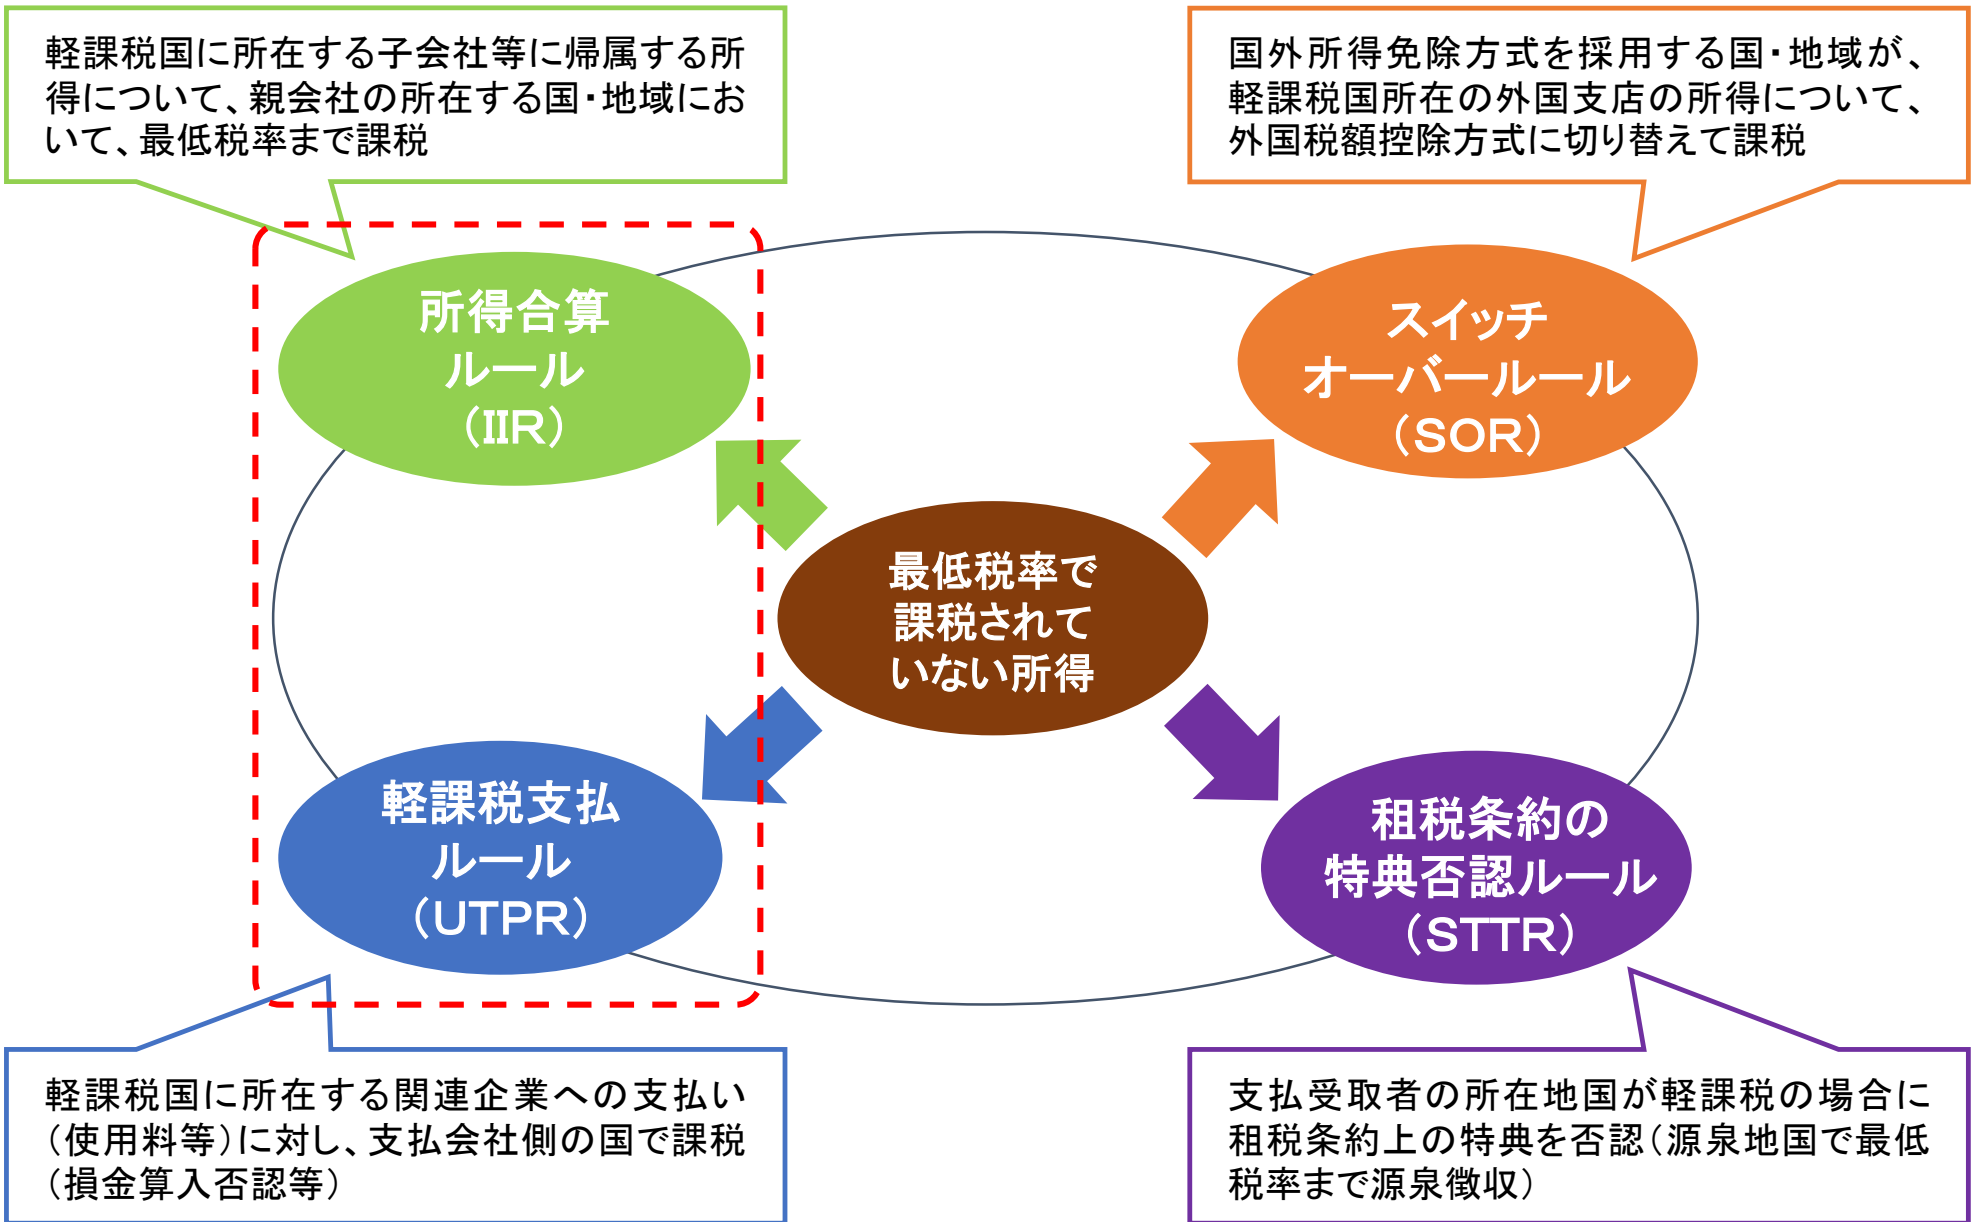 軽課税国に所在する子会社等に帰属する所
得について、親会社の所在する国・地域にお
いて、最低税率まで課税
国外所得免除方式を採用する国・地域が、
軽課税国所在の外国支店の所得について、
外国税額控除方式に切り替えて課税
所得合算
ルール
（IIR）
スイッチ
オーバールール
（SOR）
最低税率で
課税されて
いない所得
軽課税支払
ルール
（UTPR）
租税条約の
特典否認ルール
（STTR）
軽課税国に所在する関連企業への支払い
（使用料等）に対し、支払会社側の国で課税
（損金算入否認等）
支払受取者の所在地国が軽課税の場合に
租税条約上の特典を否認（源泉地国で最低
税率まで源泉徴収）